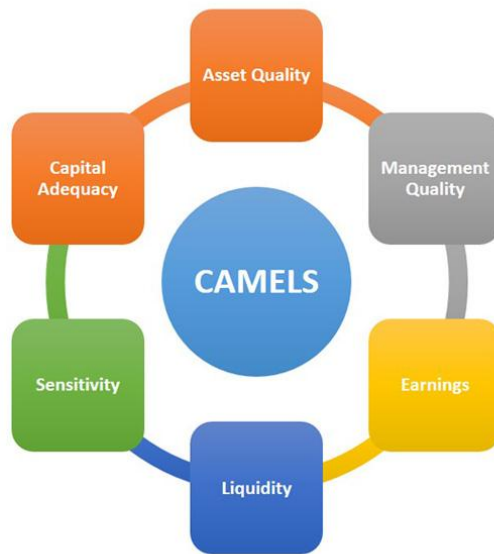 Asset Quality
Capital
Adequacy
Management
Quality
CAMELS
Sensitivity
Earnings
Liquidity